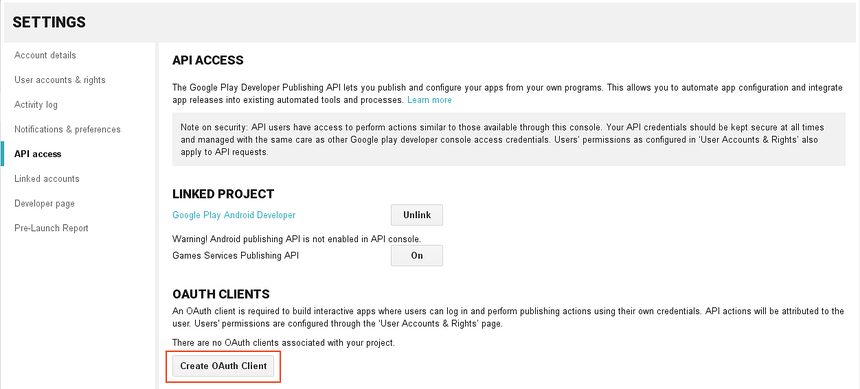 SETTINGS
Account details
User accounts & rights
Activity log
Notifications & preferences
API access
Linked accounts
Developer page
Pre-Launch Report
API ACCESS
The Google Play Developer Publishing API lets you publish and configure your apps from your own programs. This allows you to automate app configuration and integrate
app releases into existing automated tools and processes. Learn more
Note on security: API users have access to perform actions similar to those available through this console. Your API credentials should be kept secure at all times
and managed with the same care as other Google play developer console access credentials. Users' permissions as configured in 'User Accounts & Rights' also
apply to API requests.
LINKED PROJECT
Google Play Android Developer
Unlink
Warning! Android publishing API is not enabled in API console.
Games Services Publishing API
On
OAUTH CLIENTS
An OAuth client is required to build interactive apps where users can log in and perform publishing actions using their own credentials. API actions will be attributed to the
user. Users' permissions are configured through the 'User Accounts & Rights' page.
There are no OAuth clients associated with your project.
Create OAuth Client